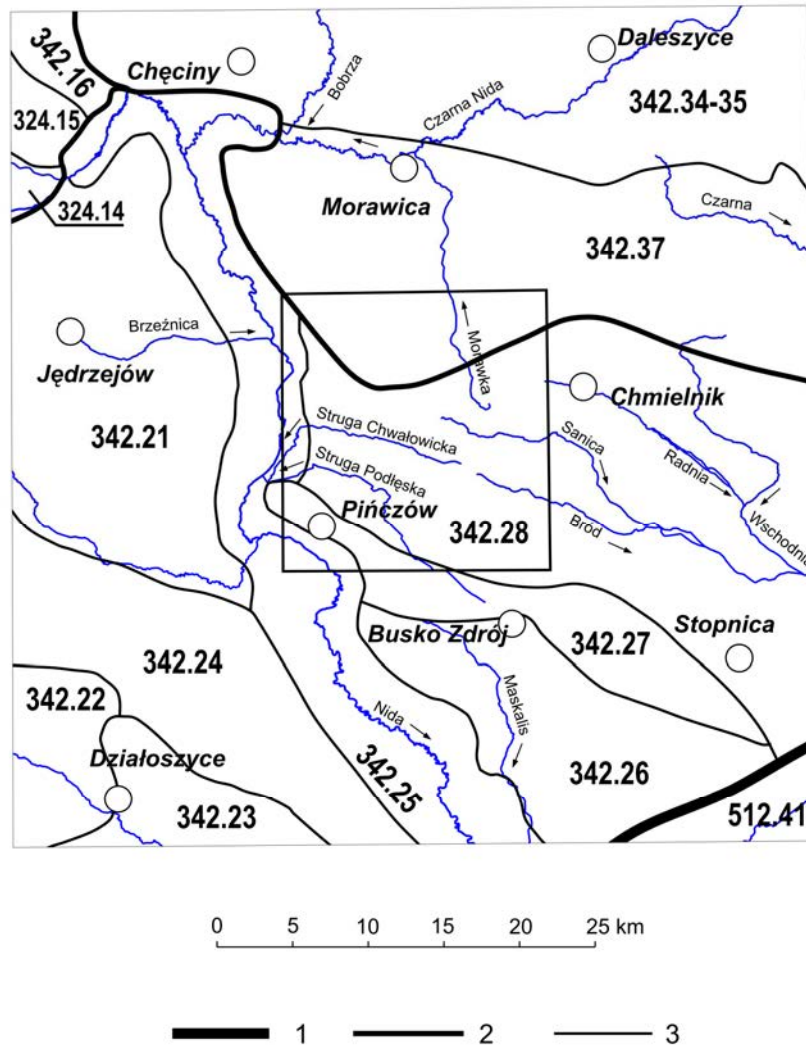 342.16
Chęciny
Daleszyce
324.15
Bobrza
Czarna Nida
342.34-35
324.14
Morawica
Czarna
342.37
Brzeźnica
Morawka
Jędrzejów
Chmielnik
342.21
Struga Chwałowicka
Sanica
Struga Podłęska
Radnia
Pińczów
342.28
Bród
Wschodnia
Busko Zdrój
342.27
Stopnica
342.24
342.22
Nida
Maskalis
Działoszyce
342.25
342.26
342.23
512.41
0 5 10 15 20 25 km
1 2 3